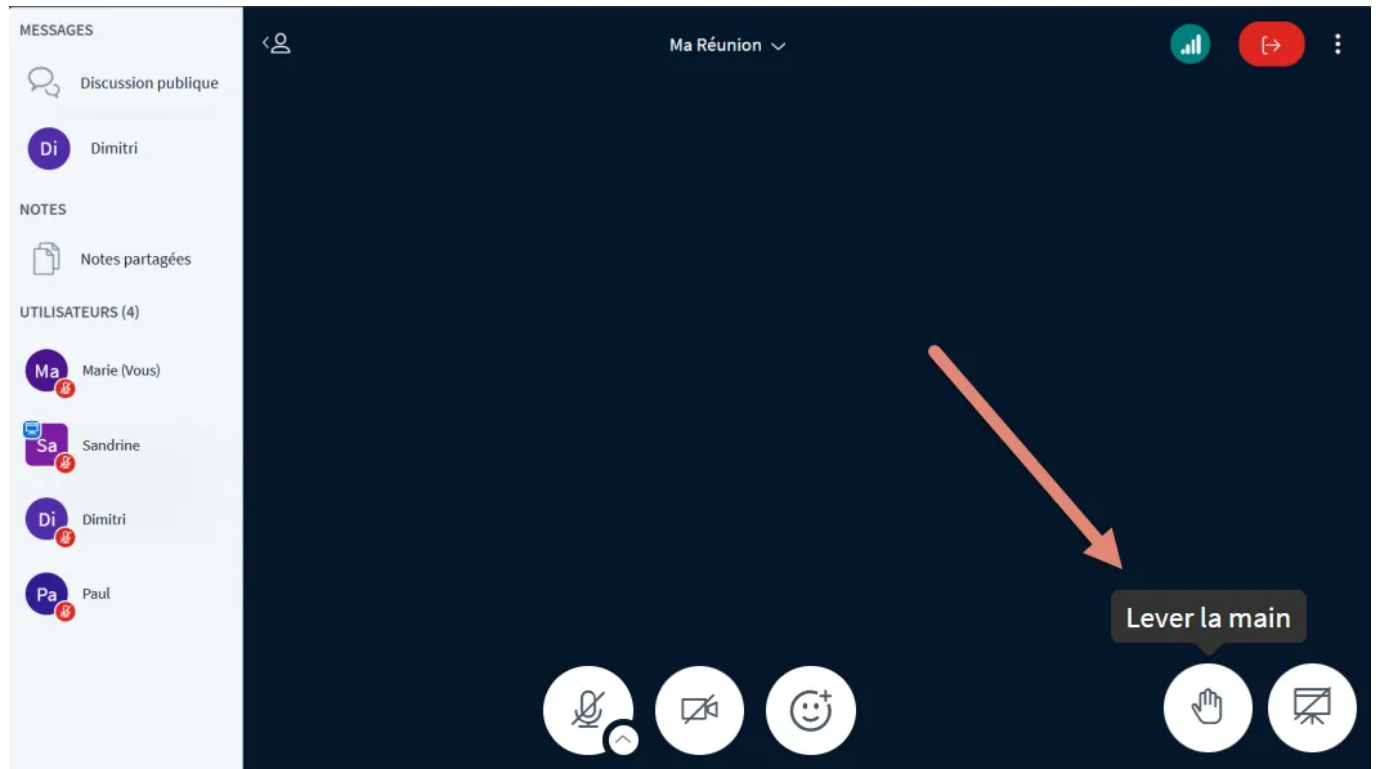 MESSAGES
Discussion publique
Di
Dimitri
NOTES
Notes partagées
UTILISATEURS (4)
Ma
Marie (Vous)
Sa
Sandrine
Di
Dimitri
Pa
Paul
Ma Réunion
Lever la main